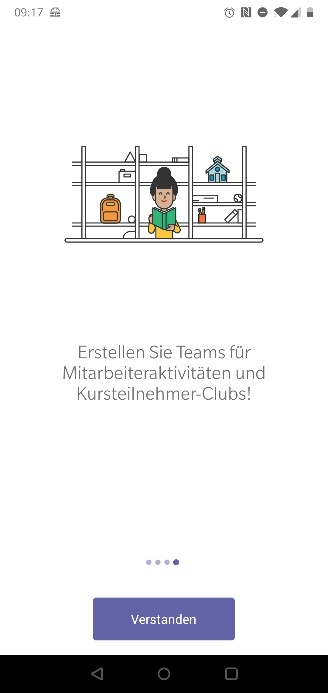 09:17
Erstellen Sie Teams für
Mitarbeiteraktivitäten und
Kursteilnehmer-Clubs!
Verstanden